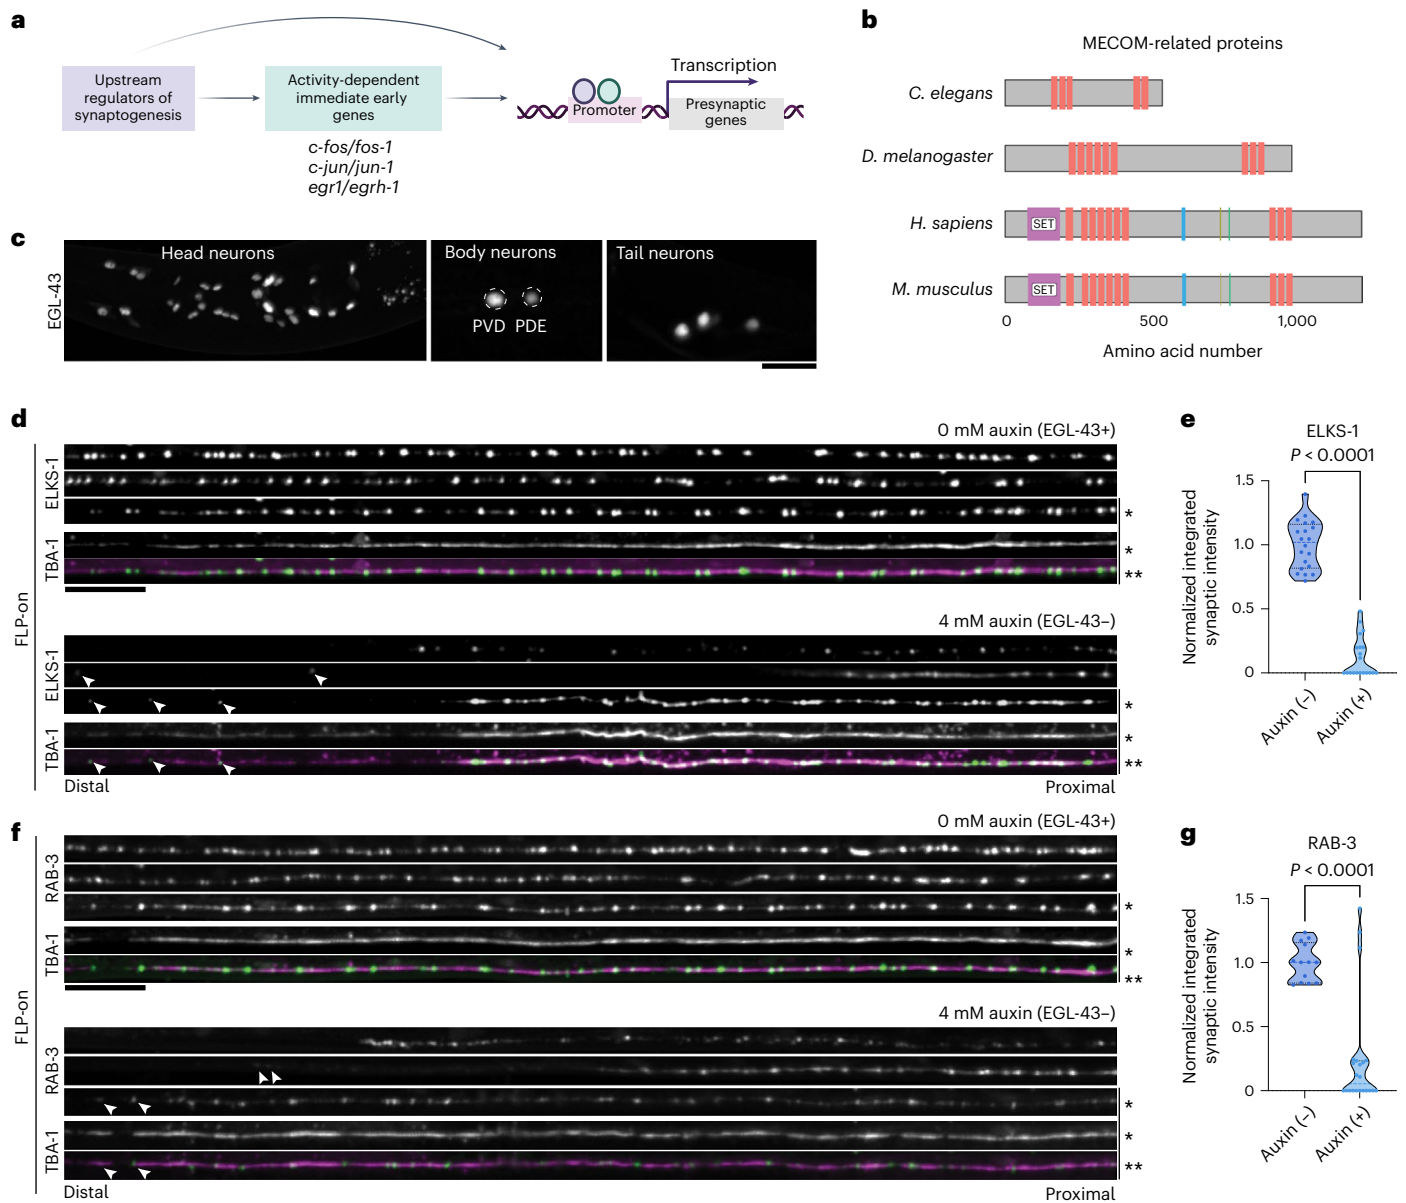 a
Upstream
regulators of
synaptogenesis
Activity-dependent
immediate early
genes
c-fos/fos-1
c-jun/jun-1
egr1/egrh-1
Transcription
Promoter
Presynaptic
genes
b
MECOM-related proteins
C. elegans
D. melanogaster
H. sapiens
SET
M. musculus
SET
0 500 1,000
Amino acid number
c
EGL-43
Head neurons
Body neurons
PVD PDE
Tail neurons
d
FLP-on
0 mM auxin (EGL-43+)
ELKS-1
*
TBA-1
*
**
4 mM auxin (EGL-43–)
ELKS-1
*
TBA-1
*
**
Distal Proximal
e
ELKS-1
P < 0.0001
Normalized integrated
synaptic intensity
1.5
1.0
0.5
0
Auxin (–)
Auxin (+)
f
FLP-on
0 mM auxin (EGL-43+)
RAB-3
*
TBA-1
*
**
4 mM auxin (EGL-43–)
RAB-3
*
TBA-1
*
**
Distal Proximal
g
RAB-3
P < 0.0001
Normalized integrated
synaptic intensity
1.5
1.0
0.5
0
Auxin (–)
Auxin (+)